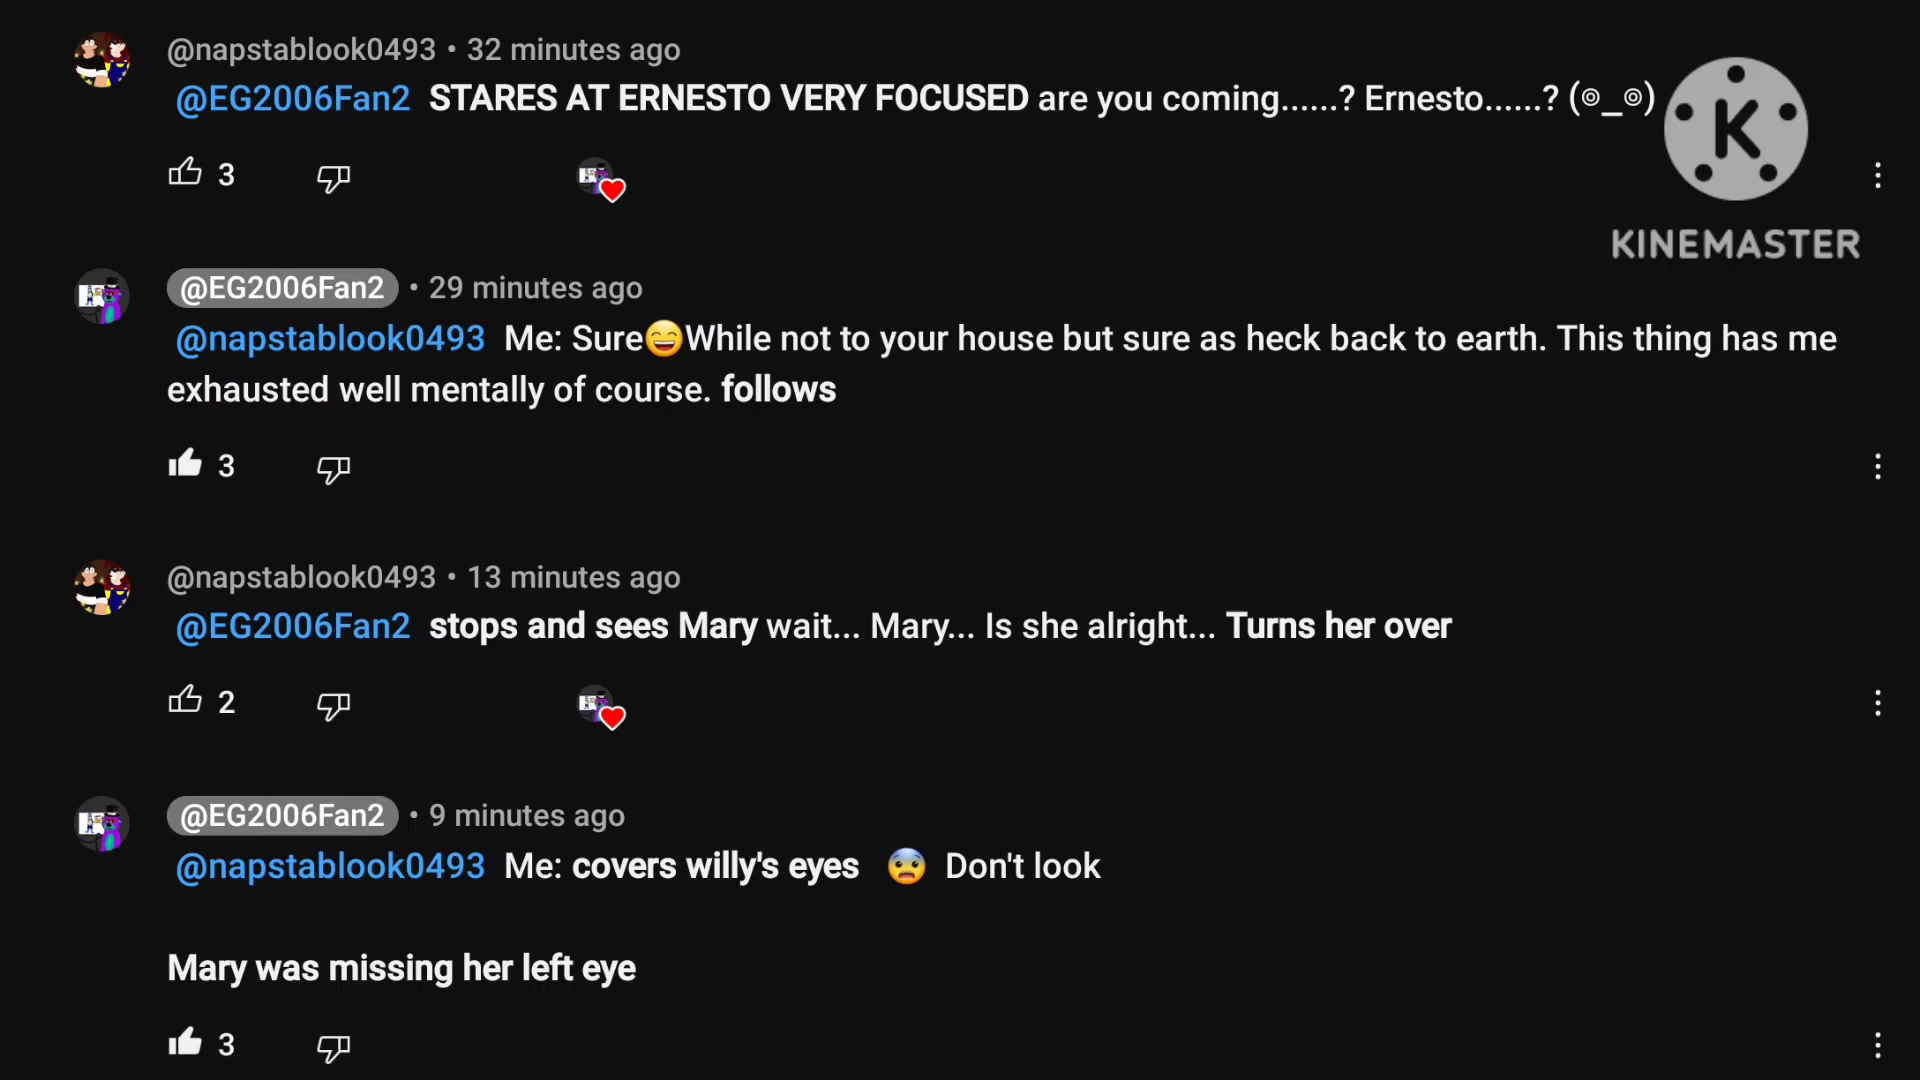 @napstablook0493 • 32 minutes ago
@EG2006Fan2 STARES AT ERNESTO VERY FOCUSED are you coming......? Ernesto......? (๏_๏)
3
K
KINEMASTER
@EG2006Fan2 • 29 minutes ago
@napstablook0493 Me: Sure😄While not to your house but sure as heck back to earth. This thing has me
exhausted well mentally of course. follows
3
@napstablook0493 • 13 minutes ago
@EG2006Fan2 stops and sees Mary wait... Mary... Is she alright... Turns her over
2
@EG2006Fan2 • 9 minutes ago
@napstablook0493 Me: covers willy's eyes 😨 Don't look
Mary was missing her left eye
3